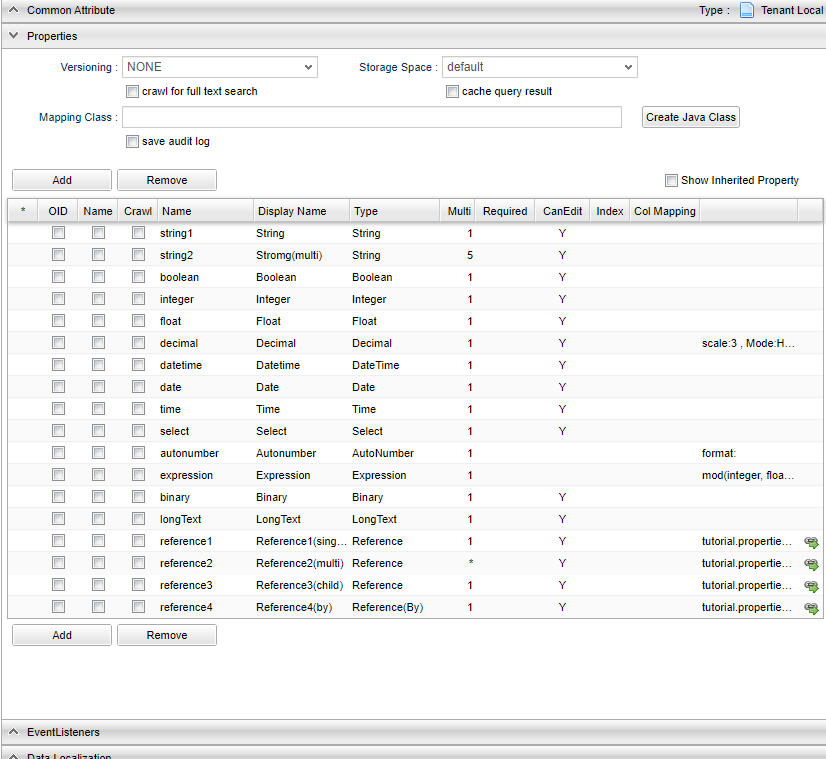 Common Attribute Type : Tenant Local
Properties
Versioning : NONE Storage Space : default
crawl for full text search cache query result
Mapping Class : Create Java Class
save audit log
Add Remove Show Inherited Property
* OID Name Crawl Name Display Name Type Multi Required CanEdit Index Col Mapping
string1 String String 1 Y
string2 Stromg(multi) String 5 Y
boolean Boolean Boolean 1 Y
integer Integer Integer 1 Y
float Float Float 1 Y
decimal Decimal Decimal 1 Y scale:3 , Mode:H...
datetime Datetime DateTime 1 Y
date Date Date 1 Y
time Time Time 1 Y
select Select Select 1 Y
autonumber Autonumber AutoNumber 1 format:
expression Expression Expression 1 mod(integer, floa...
binary Binary Binary 1 Y
longText LongText LongText 1 Y
reference1 Reference1(sing... Reference 1 Y tutorial.propertie...
reference2 Reference2(multi) Reference * Y tutorial.propertie...
reference3 Reference3(child) Reference 1 Y tutorial.propertie...
reference4 Reference4(by) Reference(By) 1 Y tutorial.propertie...
Add Remove
EventListeners
Data Localization